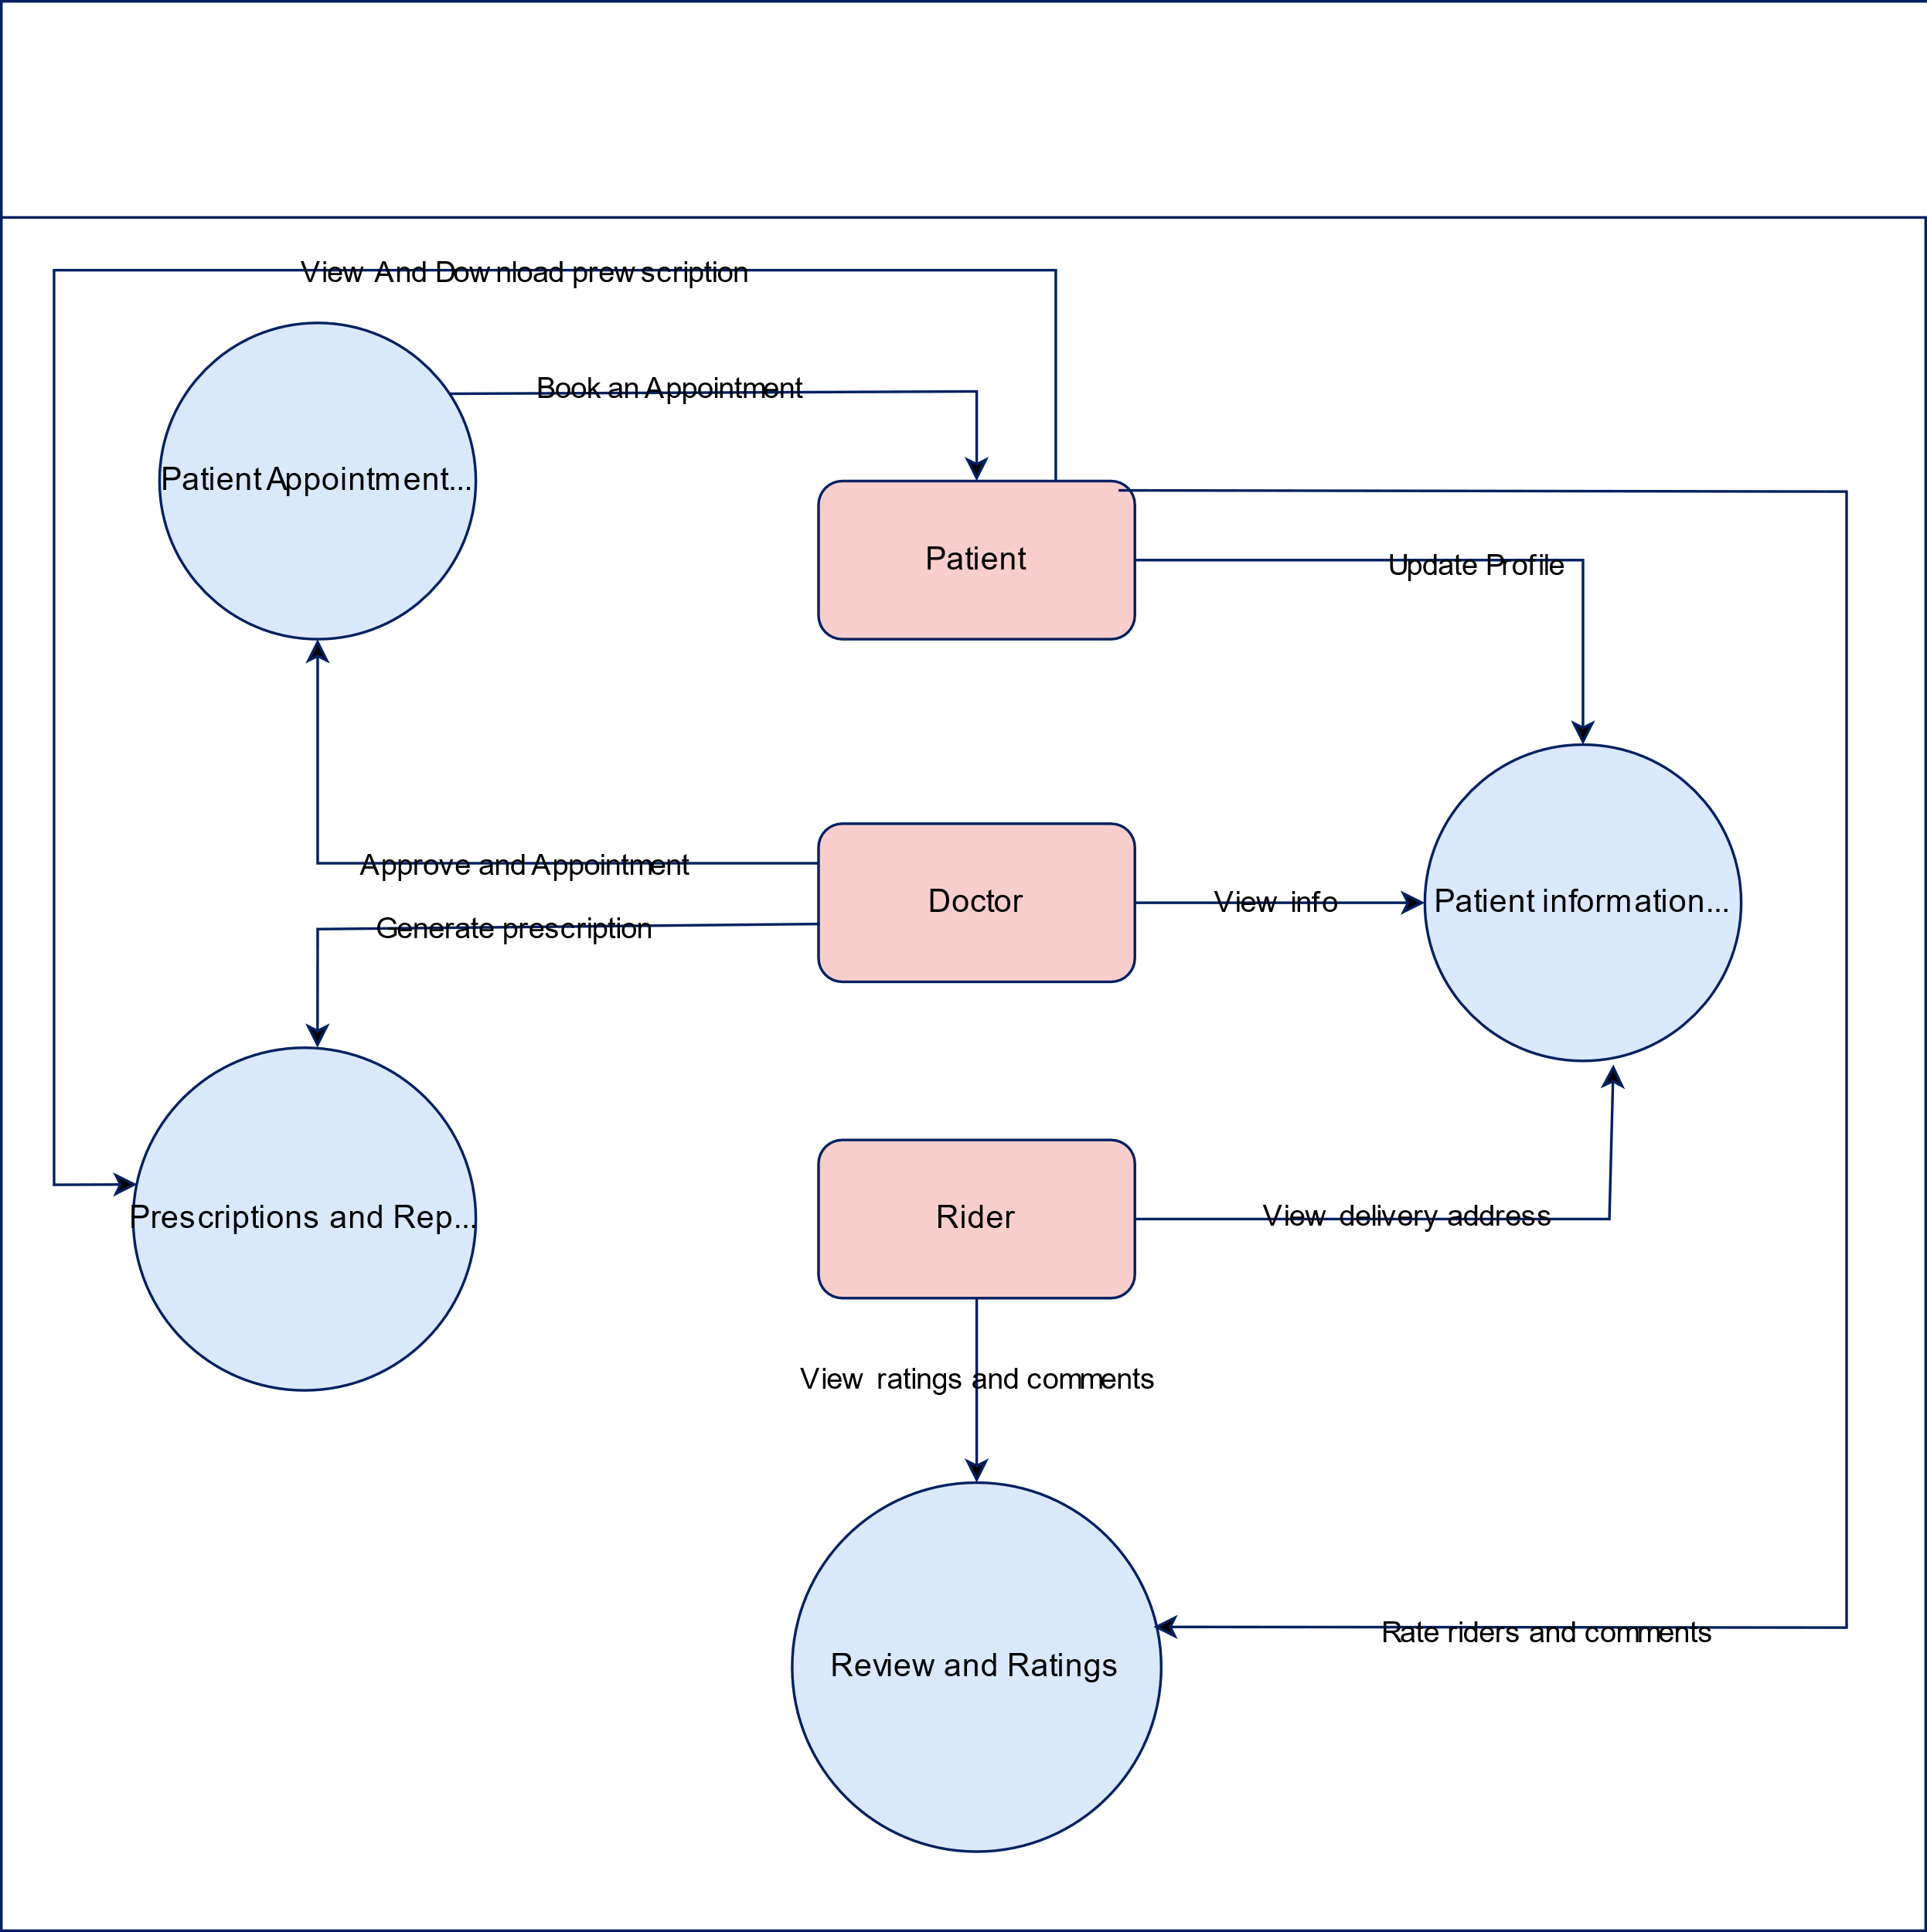 View And Download prewscription
Book an Appointment
Patient Appointment...
Patient
Update Profile
Approve and Appointment
Doctor
View info
Patient information...
Generate prescription
Prescriptions and Rep...
Rider
View delivery address
View ratings and comments
Rate riders and comments
Review and Ratings